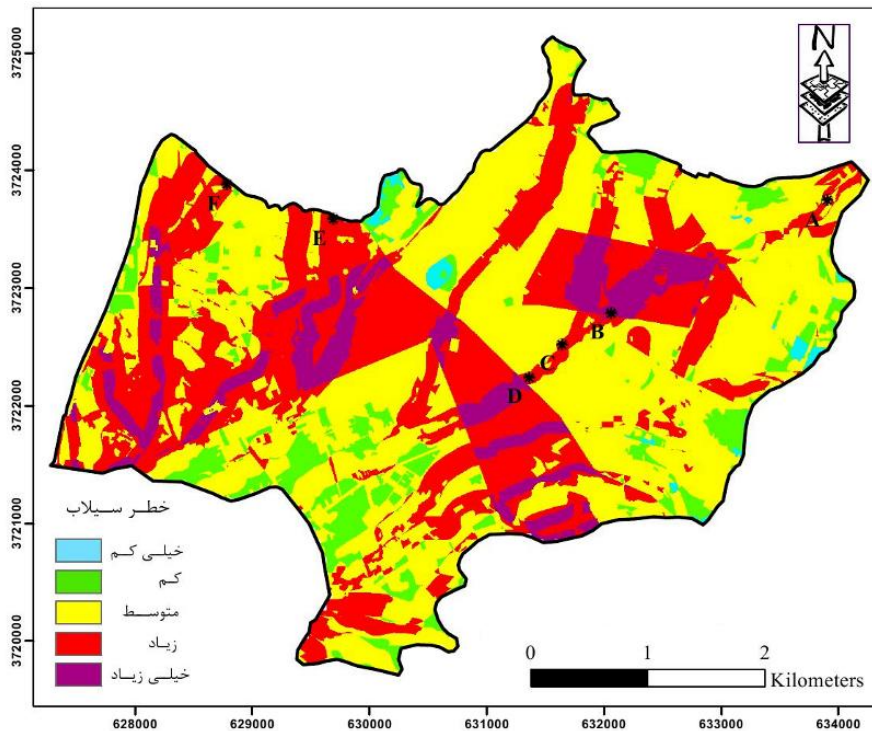 3725000
3724000
3723000
3722000
3721000
3720000
N
A
B
C
D
E
F
خطر سیلاب
خیلی کم
کم
متوسط
زیاد
خیلی زیاد
0 1 2
Kilometers
628000 629000 630000 631000 632000 633000 634000